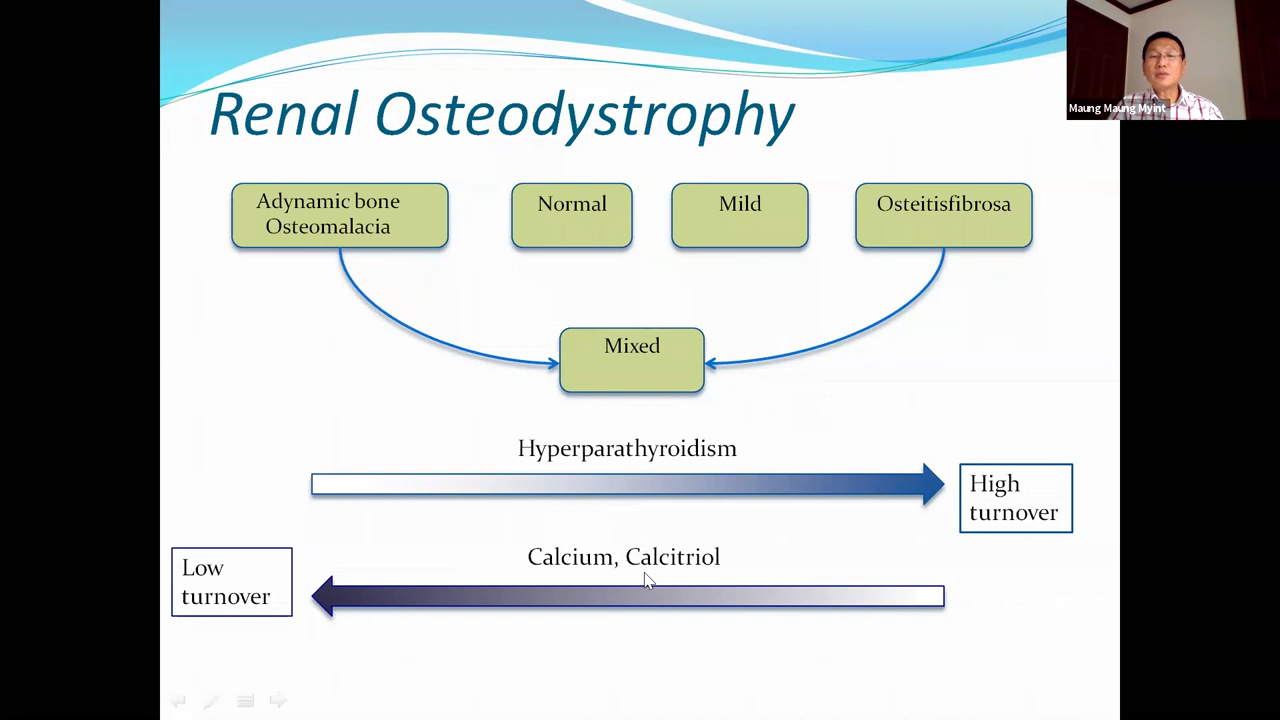 Maung Maung Myint
Renal Osteodystrophy
Adynamic bone
Osteomalacia
Normal
Mild
Osteitisfibrosa
Mixed
Hyperparathyroidism
High
turnover
Calcium, Calcitriol
Low
turnover